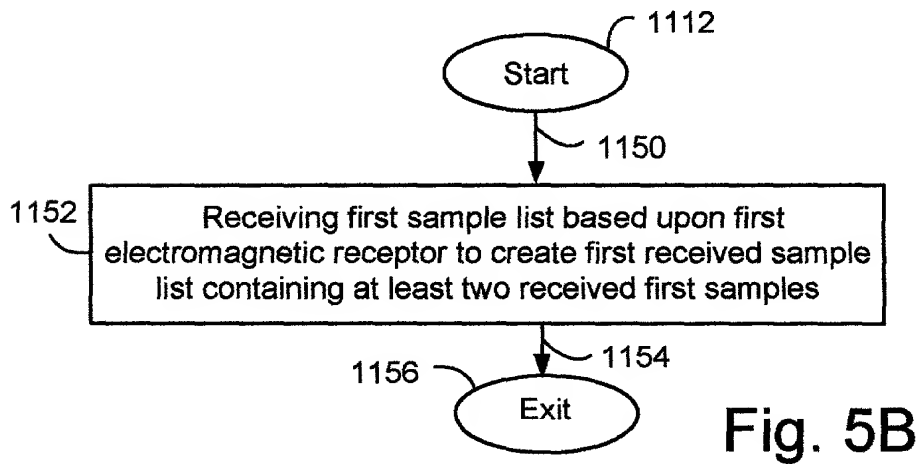 1112
Start
1150
1152
Receiving first sample list based upon first
electromagnetic receptor to create first received sample
list containing at least two received first samples
1154
1156
Exit
Fig. 5B